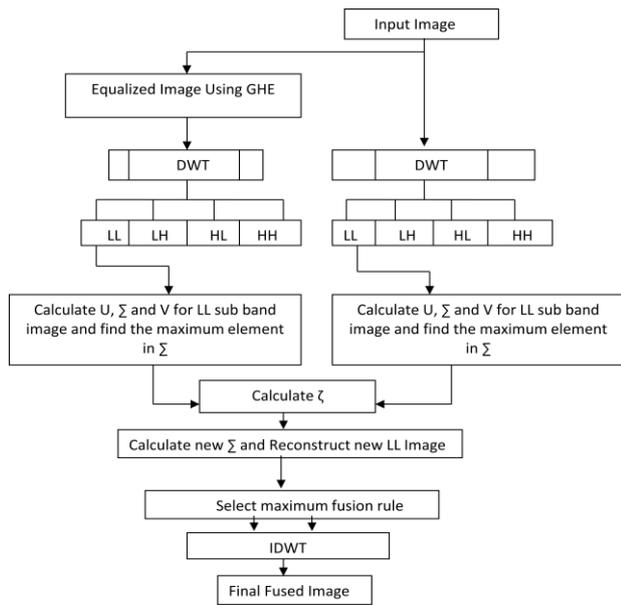 Input Image
Equalized Image Using GHE
DWT
DWT
LL LH HL HH
LL LH HL HH
Calculate U, ∑ and V for LL sub band
image and find the maximum element
in ∑
Calculate U, ∑ and V for LL sub band
image and find the maximum element
in ∑
Calculate ζ
Calculate new ∑ and Reconstruct new LL Image
Select maximum fusion rule
IDWT
Final Fused Image